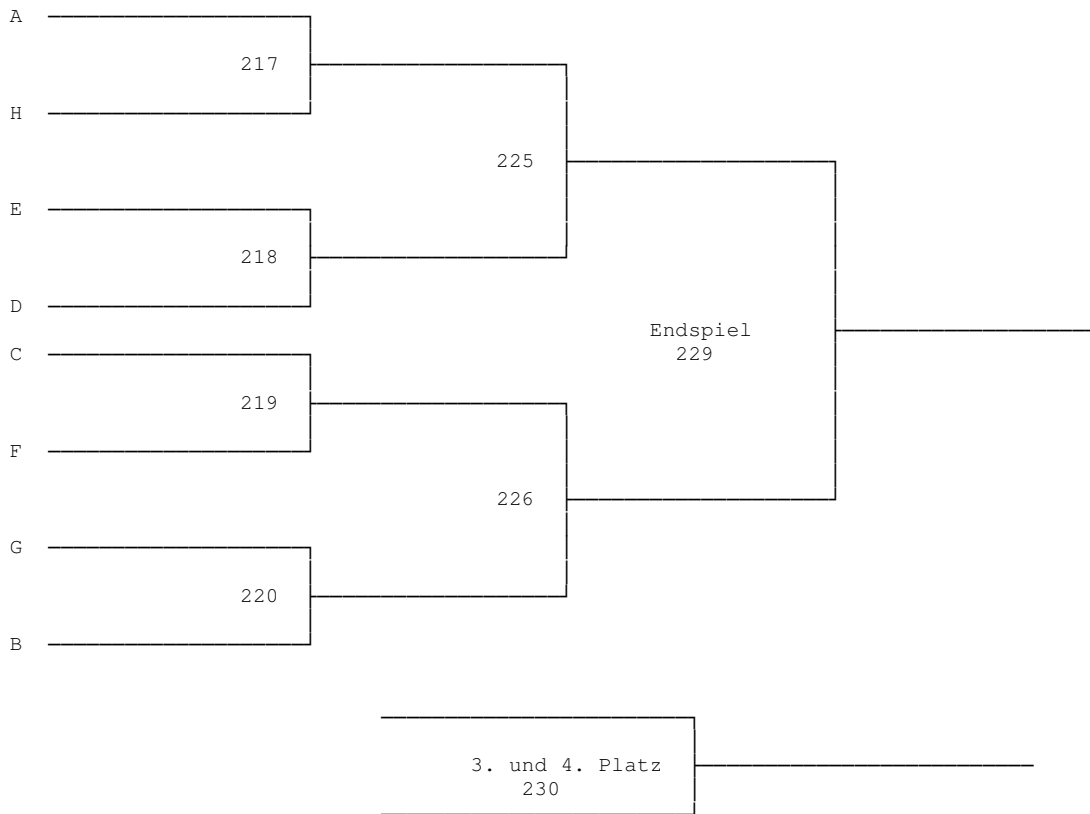 A
217
H
225
E
218
D
Endspiel
C
229
219
F
226
G
220
B
3. und 4. Platz
230